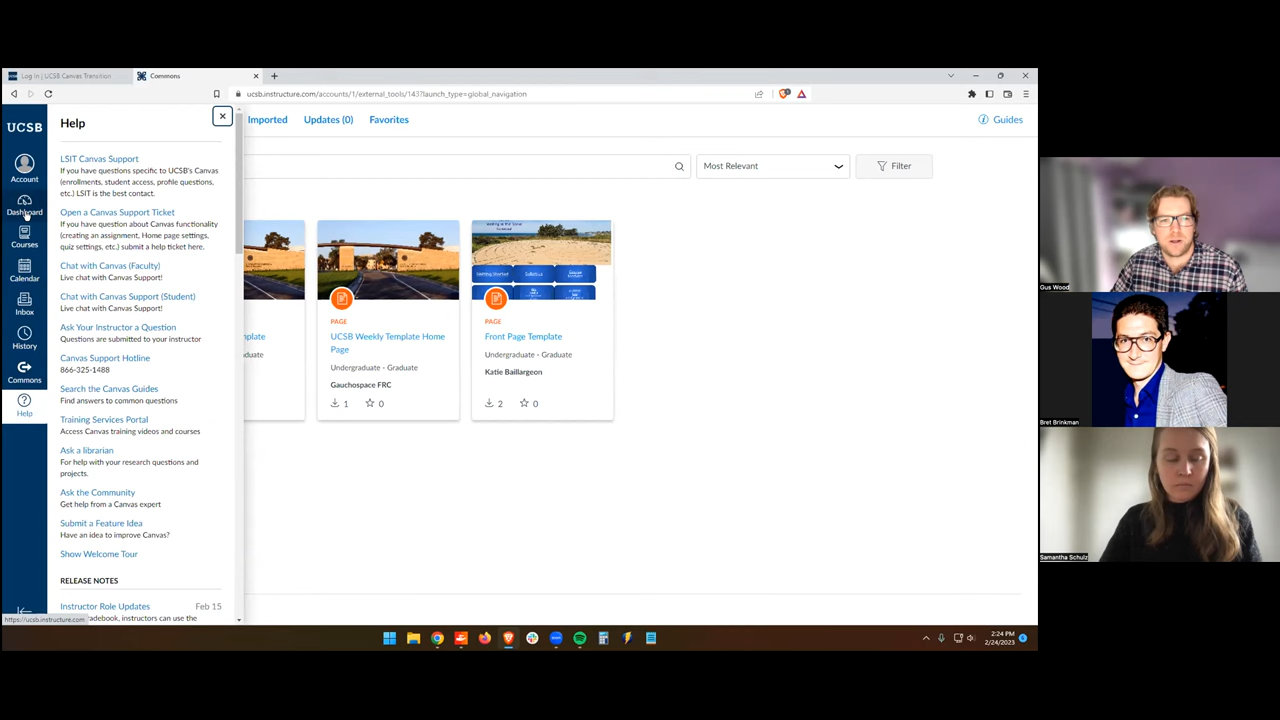 Log In | UCSB Canvas Transition
Commons
ucsb.instructure.com/accounts/1/external_tools/143?launch_type=global_navigation
UCSB
Account
Dashboard
Courses
Calendar
Inbox
History
Commons
Help
Help
LSIT Canvas Support
If you have questions specific to UCSB's Canvas
(enrollments, student access, profile questions,
etc.) LSIT is the best contact.
Open a Canvas Support Ticket
If you have question about Canvas functionality
(creating an assignment, Home page settings,
quiz settings, etc.) submit a help ticket here.
Chat with Canvas (Faculty)
Live chat with Canvas Support!
Chat with Canvas Support (Student)
Live chat with Canvas Support!
Ask Your Instructor a Question
Questions are submitted to your instructor
Canvas Support Hotline
866-325-1488
Search the Canvas Guides
Find answers to common questions
Training Services Portal
Access Canvas training videos and courses
Ask a librarian
For help with your research questions and
projects.
Ask the Community
Get help from a Canvas expert
Submit a Feature Idea
Have an idea to improve Canvas?
Show Welcome Tour
RELEASE NOTES
Instructor Role Updates Feb 15
radebook, instructors can use the
https://ucsb.instructure.com
Imported Updates (0) Favorites
Guides
Most Relevant
Filter
plate
duate
PAGE
UCSB Weekly Template Home
Page
Undergraduate - Graduate
Gauchospace FRC
1 0
Getting Started Syllabus
PAGE
Front Page Template
Undergraduate - Graduate
Katie Baillargeon
2 0
2:24 PM
2/24/2023
Gus Wood
Bret Brinkman
Samantha Schulz